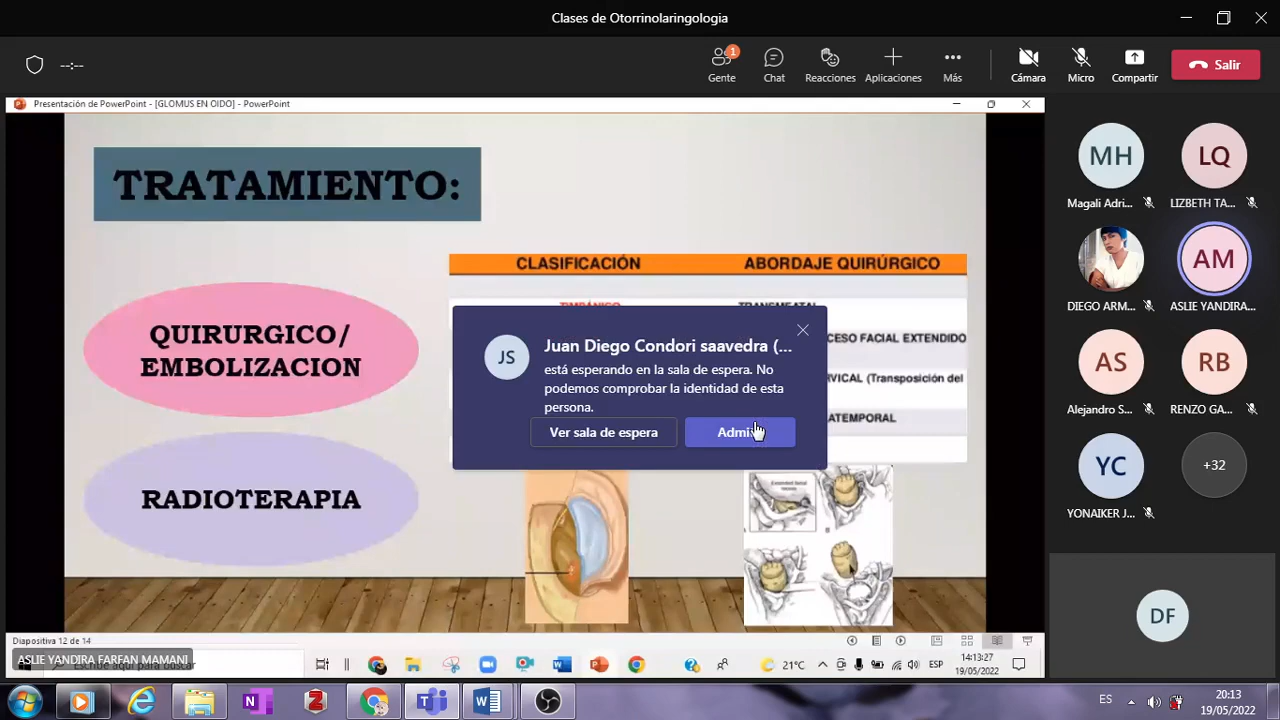 Clases de Otorrinolaringologia
--:--
1
Gente
Chat
Reacciones
Aplicaciones
Más
Cámara
Micro
Compartir
Salir
Presentación de PowerPoint - [GLOMUS EN OIDO] - PowerPoint
TRATAMIENTO:
QUIRURGICO/
EMBOLIZACION
RADIOTERAPIA
CLASIFICACIÓN
ABORDAJE QUIRÚRGICO
TIMPÁNICO
TRANSMEATAL
CESO FACIAL EXTENDIDO
RVICAL (Transposición del
ATEMPORAL
JS
Juan Diego Condori saavedra (...
está esperando en la sala de espera. No
podemos comprobar la identidad de esta
persona.
Ver sala de espera
Admi
MH
Magali Adri...
LQ
LIZBETH TA...
DIEGO ARM...
AM
ASLIE YANDIRA...
AS
Alejandro S...
RB
RENZO GA...
YC
YONAIKER J...
+32
DF
Diapositiva 12 de 14
ASLIE YANDIRA FARFAN MAMANI
21°C
ESP
14:13:27
19/05/2022
ES
20:13
19/05/2022